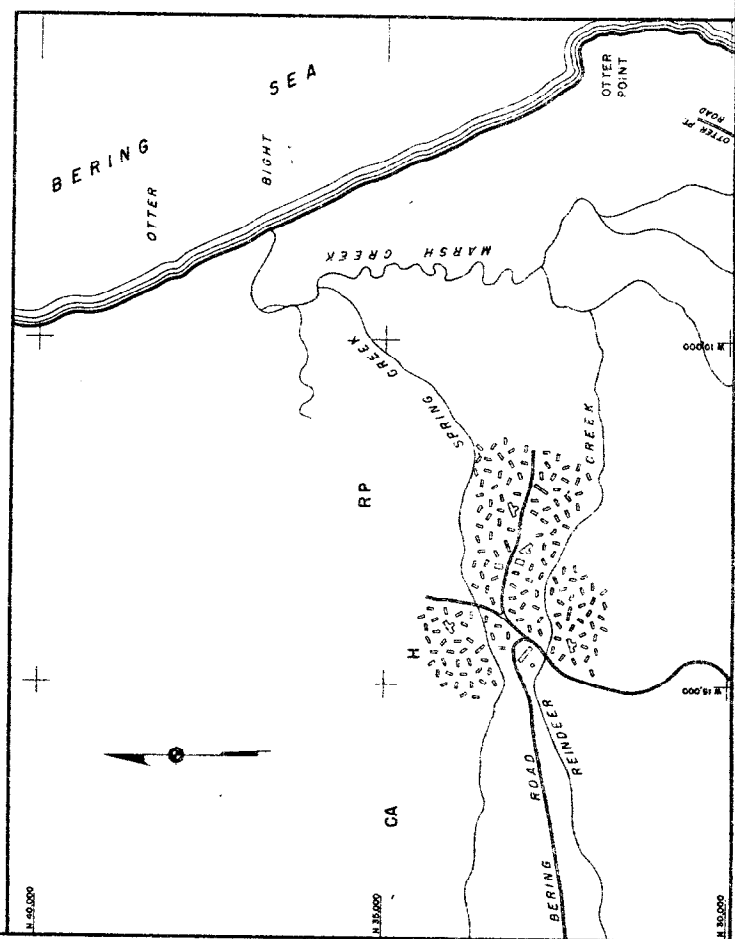 BERING SEA
OTTER BIGHT
OTTER
POINT
OTTER PT.
ROAD
MARSH CREEK
SPRING CREEK
W 10,000
RP
CREEK
H
W 15,000
REINDEER
ROAD
CA
BERING
N 40,000
N 35,000
N 30,000